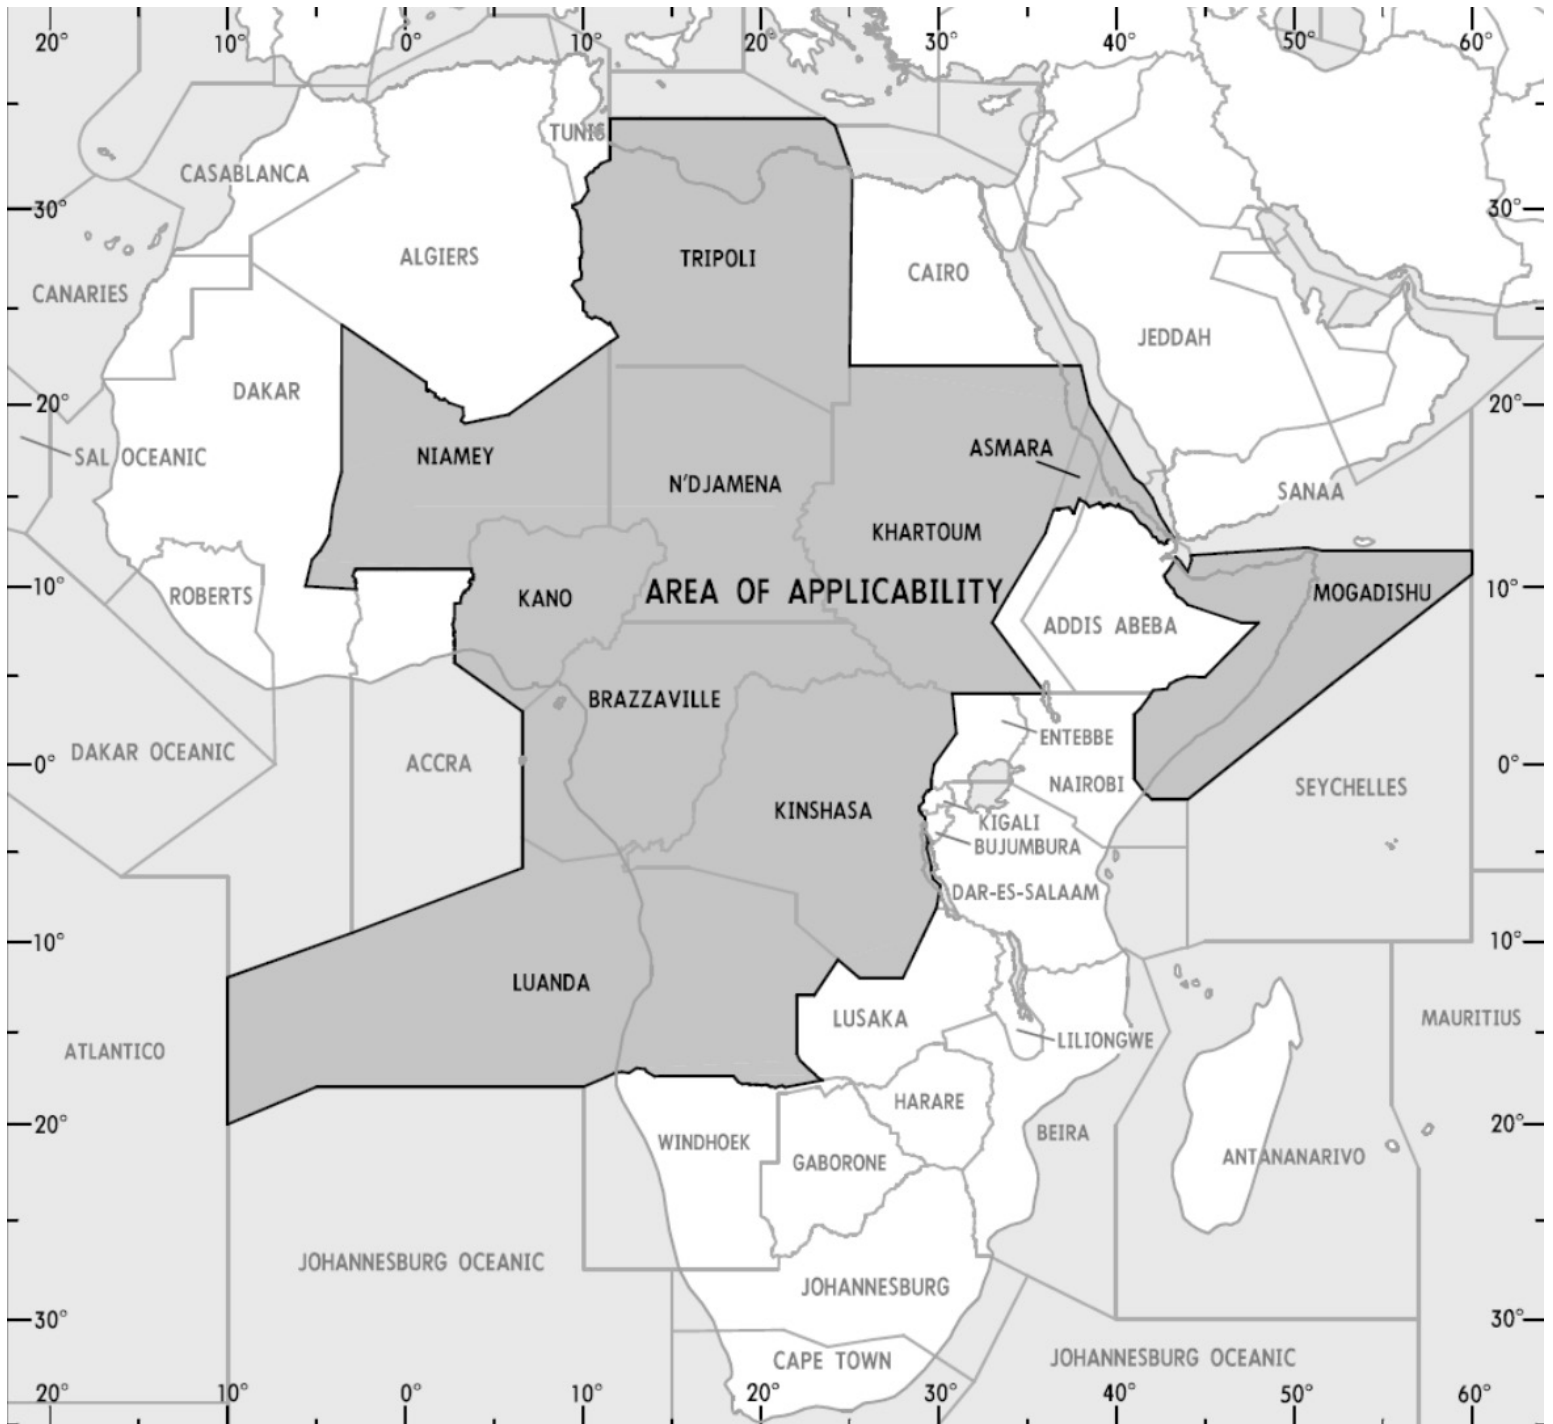 20° 10° 0° 10° 20° 30° 40° 50° 60°
TUNIS
CASABLANCA
30° 30°
ALGIERS
TRIPOLI
CAIRO
CANARIES
JEDDAH
DAKAR
20° 20°
ASMARA
SAL OCEANIC
NIAMEY
N'DJAMENA
SANAA
KHARTOUM
10° 10°
ROBERTS
KANO
AREA OF APPLICABILITY
MOGADISHU
ADDIS ABEBA
BRAZZAVILLE
ENTEBBE
DAKAR OCEANIC
ACCRA
0° 0°
NAIROBI
SEYCHELLES
KINSHASA
KIGALI
BUJUMBURA
DAR-ES-SALAAM
10° 10°
LUANDA
LUSAKA
MAURITIUS
LILIONGWE
ATLANTICO
HARARE
20° 20°
WINDHOEK
BEIRA
GABORONE
ANTANANARIVO
JOHANNESBURG OCEANIC
JOHANNESBURG
30° 30°
CAPE TOWN
JOHANNESBURG OCEANIC
20° 10° 0° 10° 20° 30° 40° 50° 60°